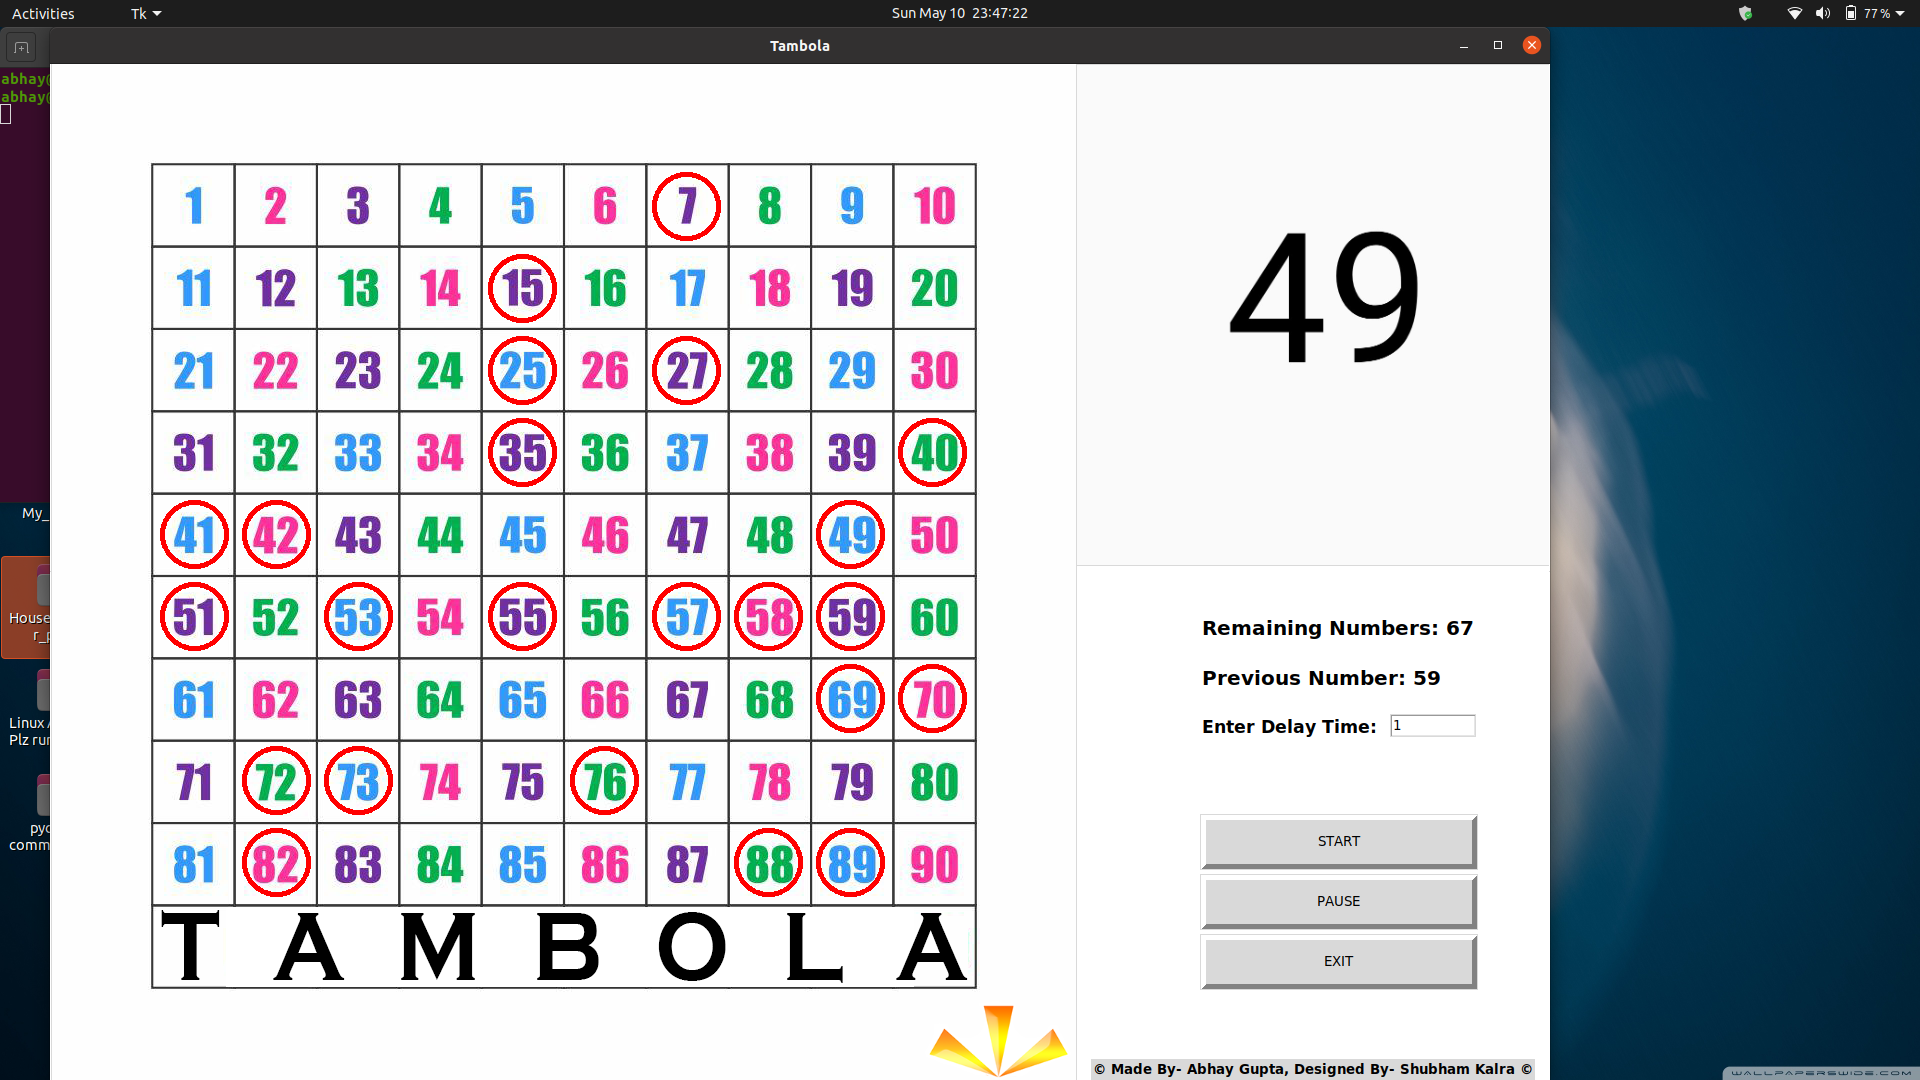 Activities
Tk
Sun May 10 23:47:22
77 %
Tambola
abhay@
abhay@
My_
House
r_p
Linux
Plz run
pyc
comm
1 2 3 4 5 6 7 8 9 10
11 12 13 14 15 16 17 18 19 20
21 22 23 24 25 26 27 28 29 30
31 32 33 34 35 36 37 38 39 40
41 42 43 44 45 46 47 48 49 50
51 52 53 54 55 56 57 58 59 60
61 62 63 64 65 66 67 68 69 70
71 72 73 74 75 76 77 78 79 80
81 82 83 84 85 86 87 88 89 90
T A M B O L A
49
Remaining Numbers: 67
Previous Number: 59
Enter Delay Time: 1
START
PAUSE
EXIT
© Made By- Abhay Gupta, Designed By- Shubham Kalra ©
WALLPAPERSWIDE.COM